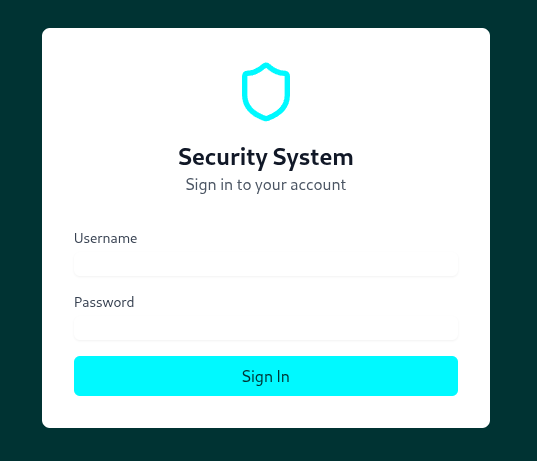 Security System
Sign in to your account
Username
Password
Sign In